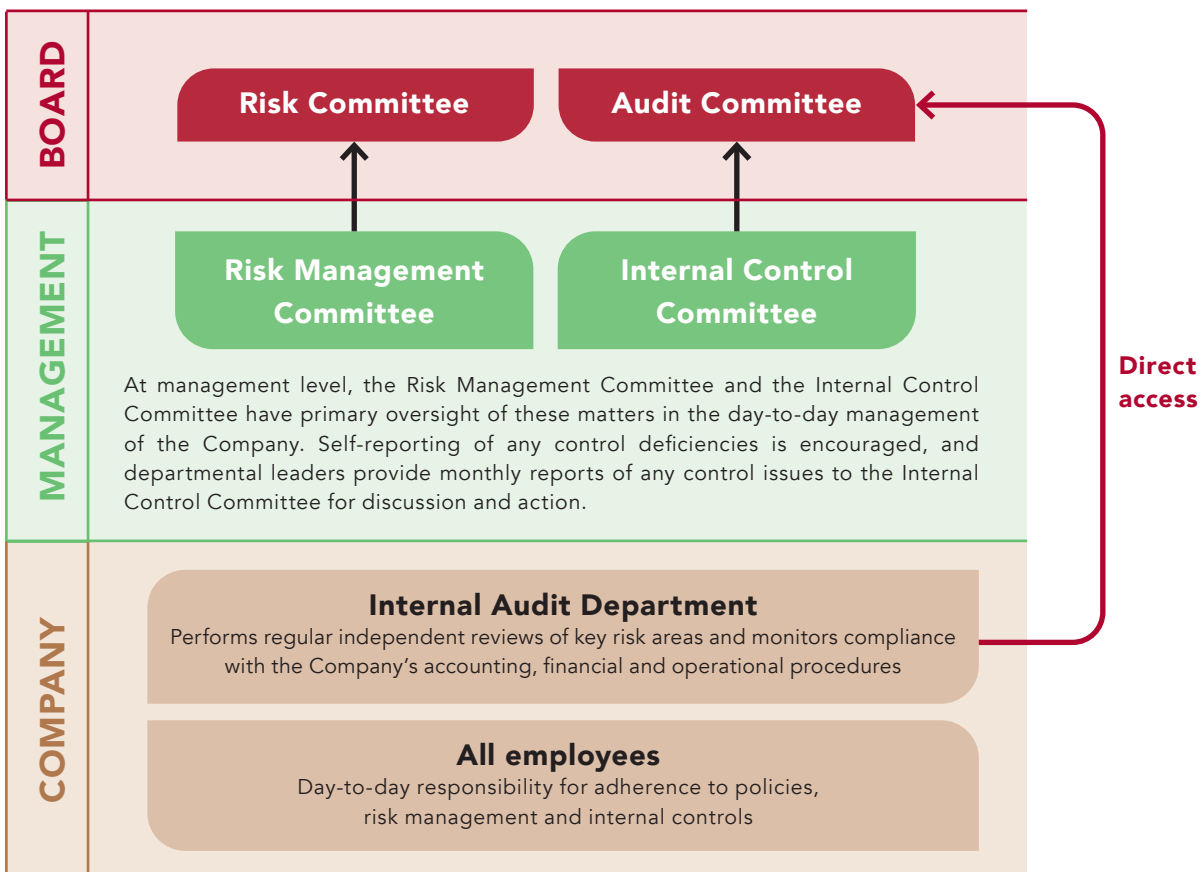 BOARD
Risk Committee
Audit Committee
MANAGEMENT
Risk Management
Committee
Internal Control
Committee
At management level, the Risk Management Committee and the Internal Control
Committee have primary oversight of these matters in the day-to-day management
of the Company. Self-reporting of any control deficiencies is encouraged, and
departmental leaders provide monthly reports of any control issues to the Internal
Control Committee for discussion and action.
Direct
access
COMPANY
Internal Audit Department
Performs regular independent reviews of key risk areas and monitors compliance
with the Company’s accounting, financial and operational procedures
All employees
Day-to-day responsibility for adherence to policies,
risk management and internal controls